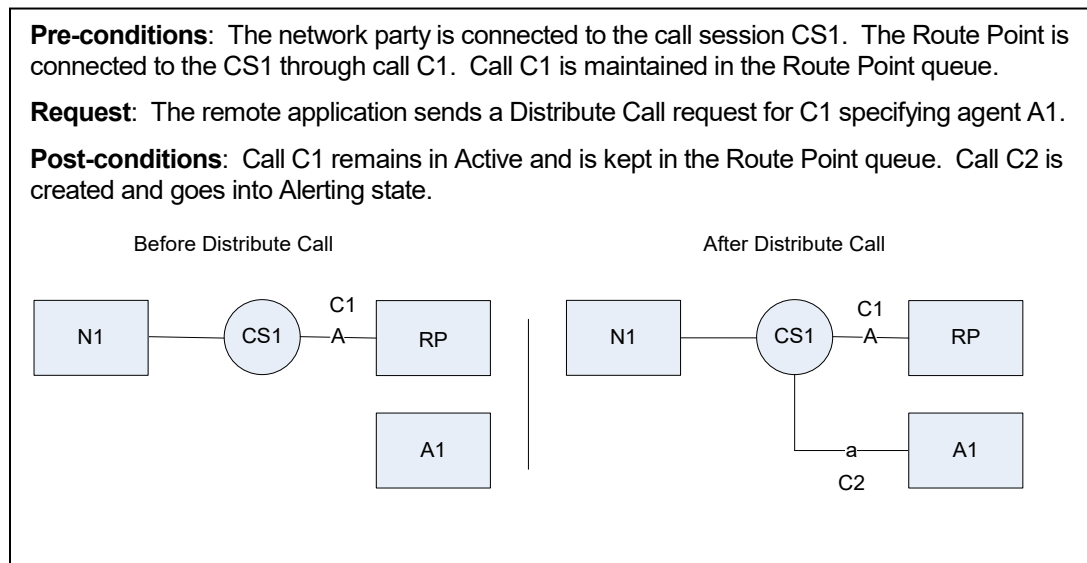 Pre-conditions: The network party is connected to the call session CS1. The Route Point is
connected to the CS1 through call C1. Call C1 is maintained in the Route Point queue.
Request: The remote application sends a Distribute Call request for C1 specifying agent A1.
Post-conditions: Call C1 remains in Active and is kept in the Route Point queue. Call C2 is
created and goes into Alerting state.
Before Distribute Call
N1
CS1
C1
A
RP
A1
After Distribute Call
N1
CS1
C1
A
RP
a
C2
A1